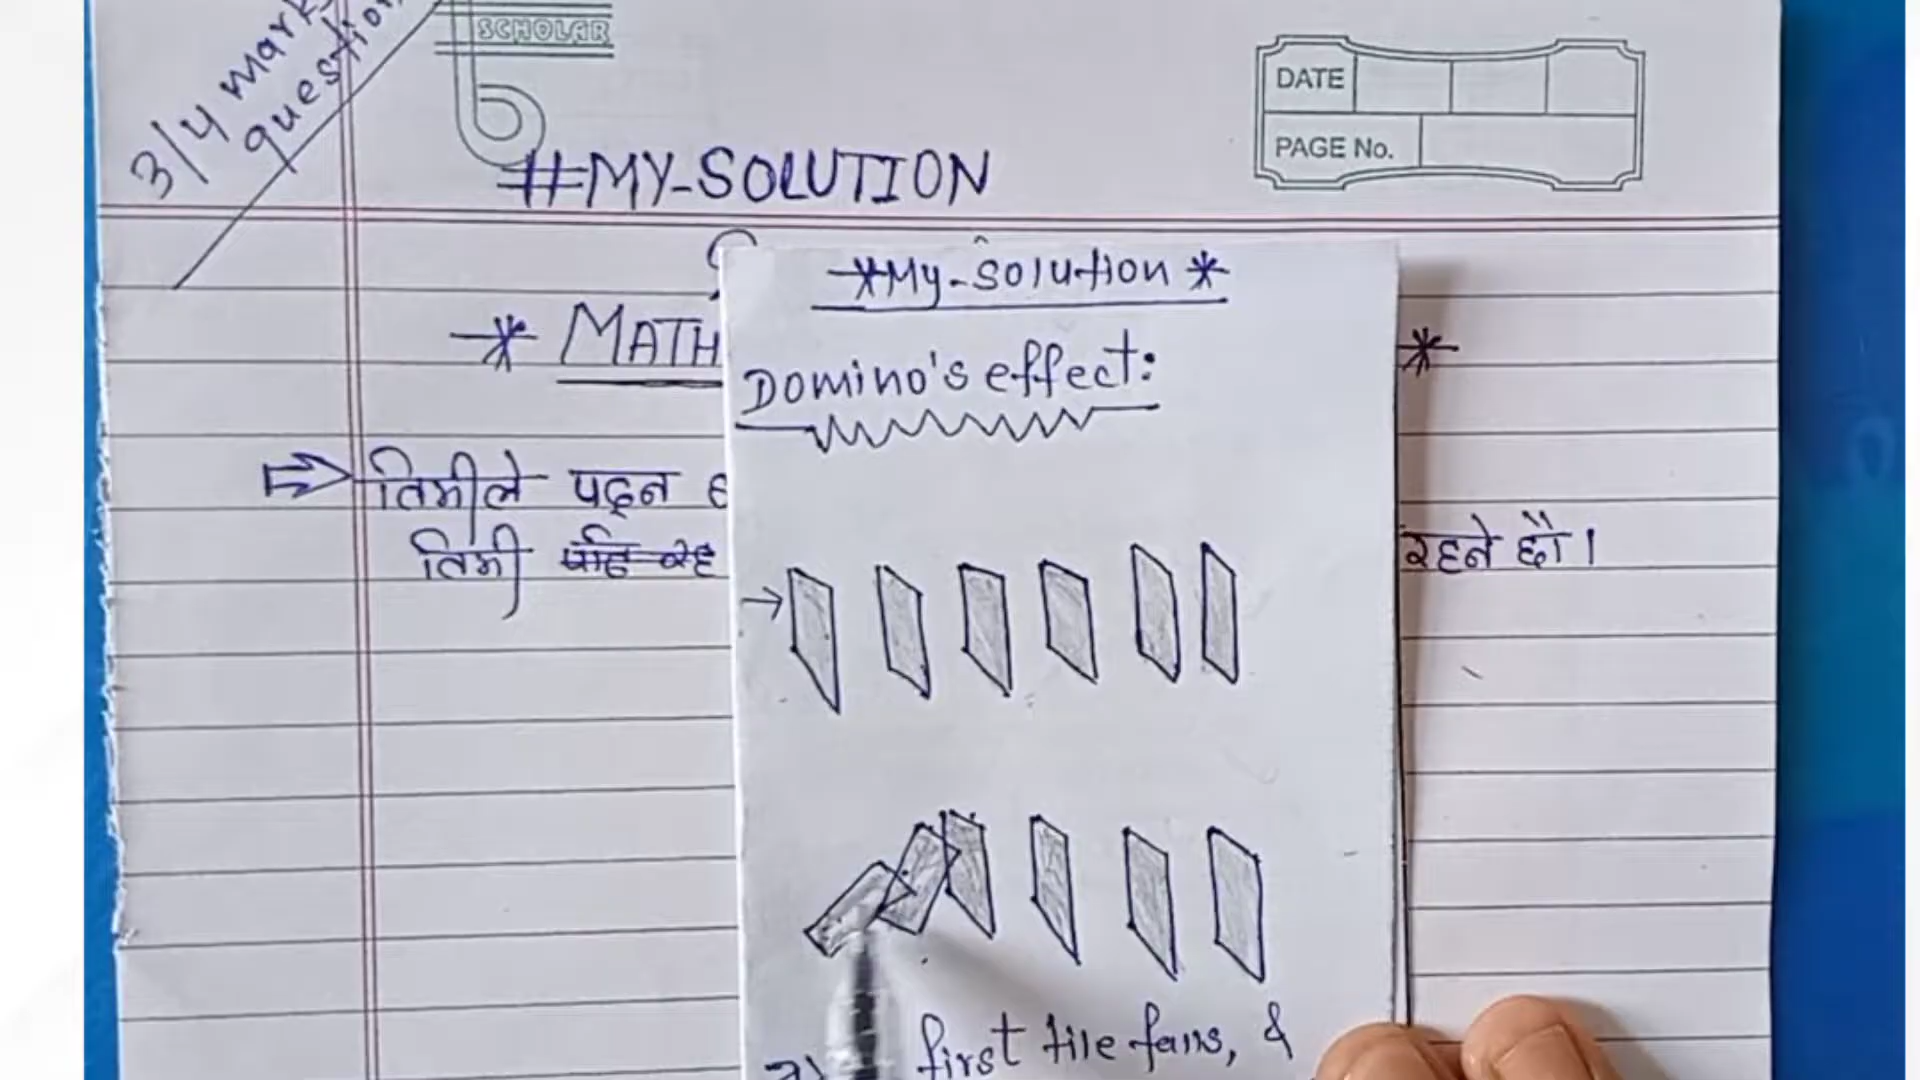 3/4 mark
question
SCHOLAR
DATE
PAGE No.
#MY-SOLUTION
*My-Solution*
* MATH *
Domino's effect:
तिमीले पढ्न
तिमी रहने छौ।
first tile falls, &